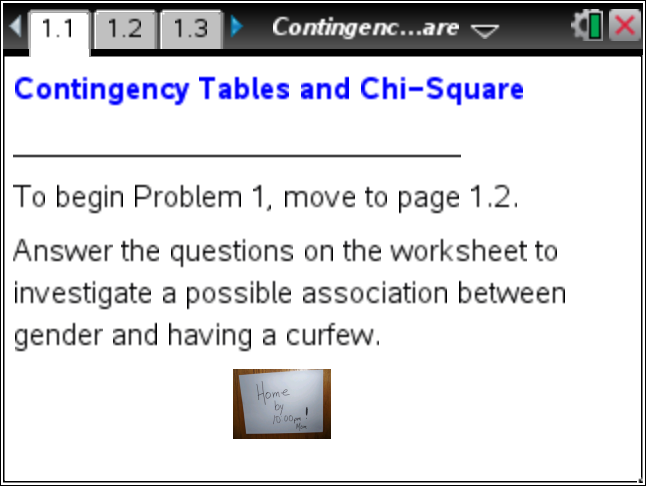 1.1 1.2 1.3 Contingenc...are
Contingency Tables and Chi-Square
To begin Problem 1, move to page 1.2.
Answer the questions on the worksheet to
investigate a possible association between
gender and having a curfew.
Home
by
10:00pm!
Mom